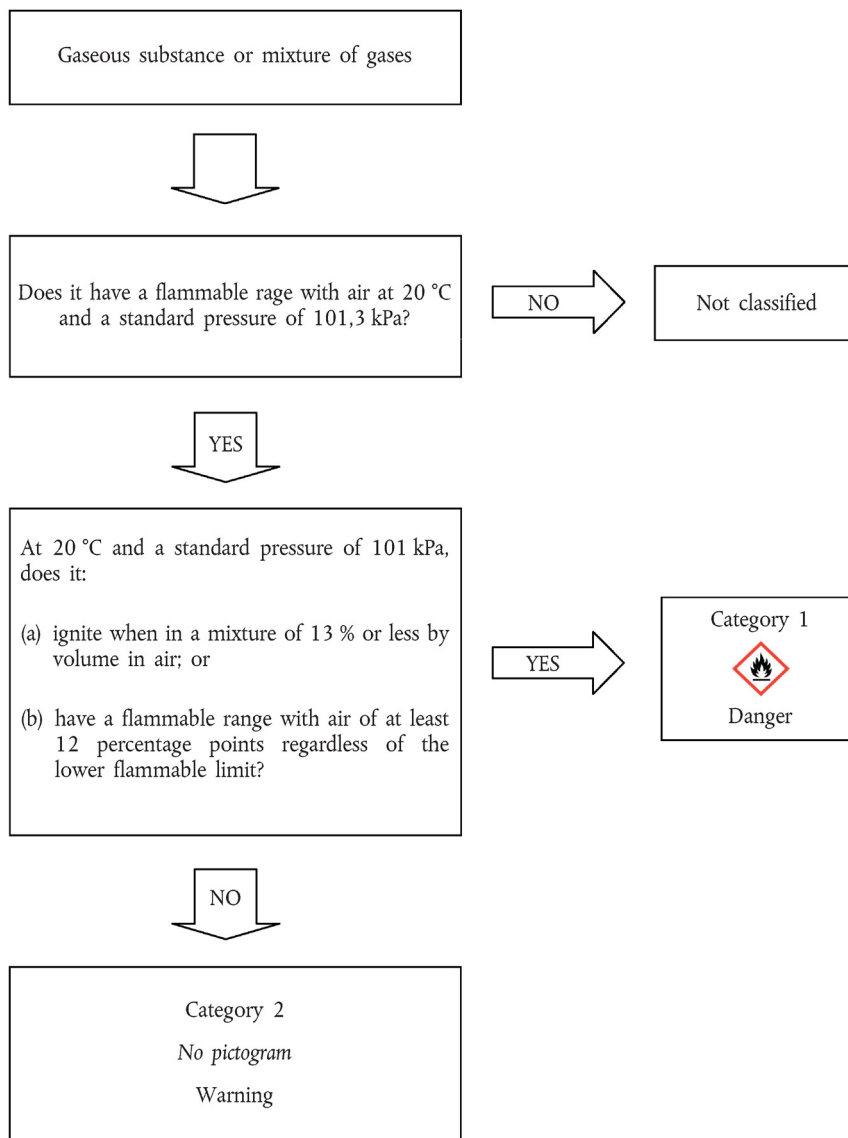 Gaseous substance or mixture of gases
Does it have a flammable rage with air at 20 °C
and a standard pressure of 101,3 kPa?
NO
Not classified
YES
At 20 °C and a standard pressure of 101 kPa,
does it:
(a) ignite when in a mixture of 13 % or less by
volume in air; or
(b) have a flammable range with air of at least
12 percentage points regardless of the
lower flammable limit?
YES
Category 1
Danger
NO
Category 2
No pictogram
Warning